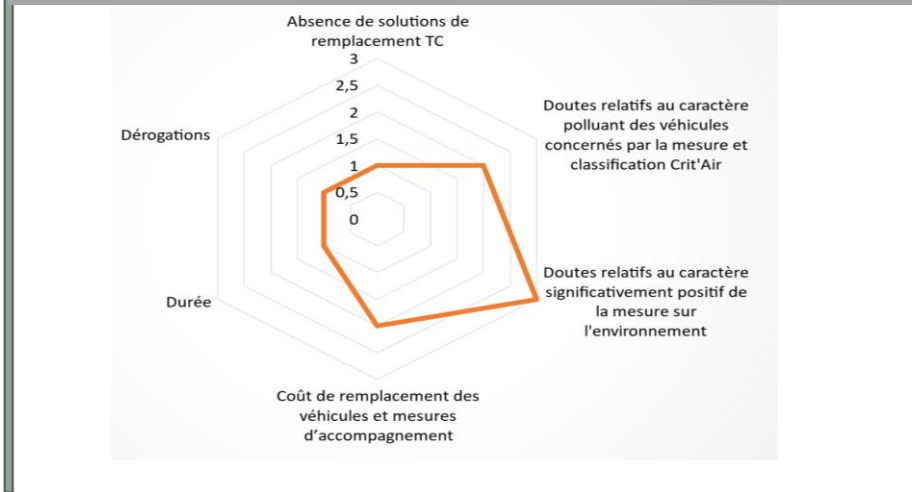 Absence de solutions de
remplacement TC
3
2,5
2
1,5
1
0,5
0
Doutes relatifs au caractère
polluant des véhicules
concernés par la mesure et
classification Crit'Air
Doutes relatifs au caractère
significativement positif de
la mesure sur
l'environnement
Coût de remplacement des
véhicules et mesures
d’accompagnement
Durée
Dérogations